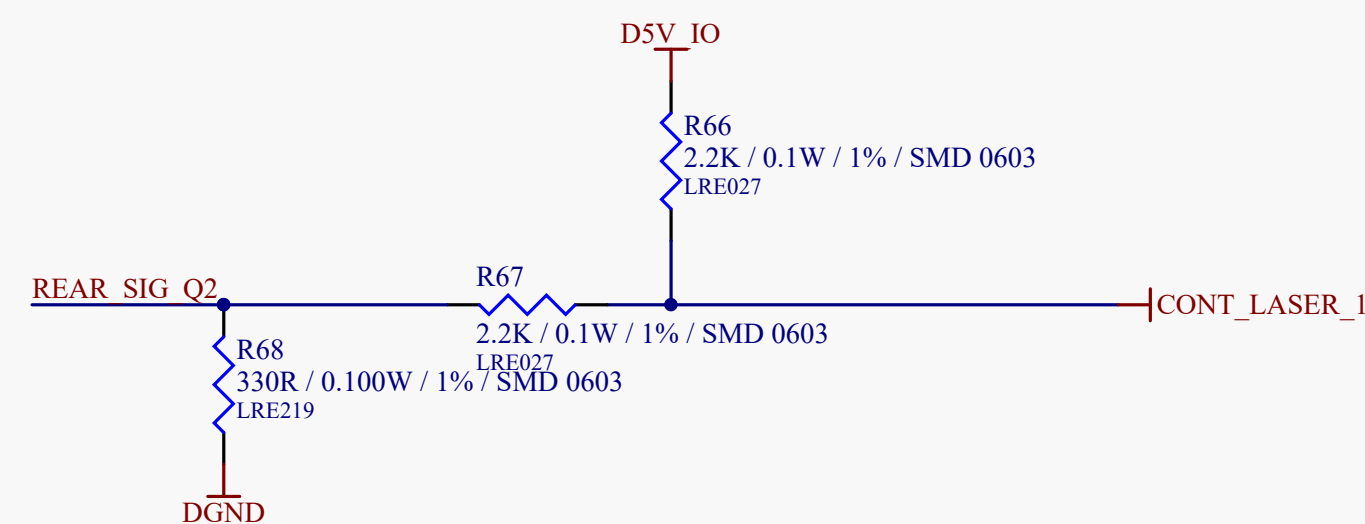 D5V_IO
R66
2.2K / 0.1W / 1% / SMD 0603
LRE027
REAR_SIG_Q2
R67
2.2K / 0.1W / 1% / SMD 0603
LRE027
CONT_LASER_1
R68
330R / 0.100W / 1% / SMD 0603
LRE219
DGND